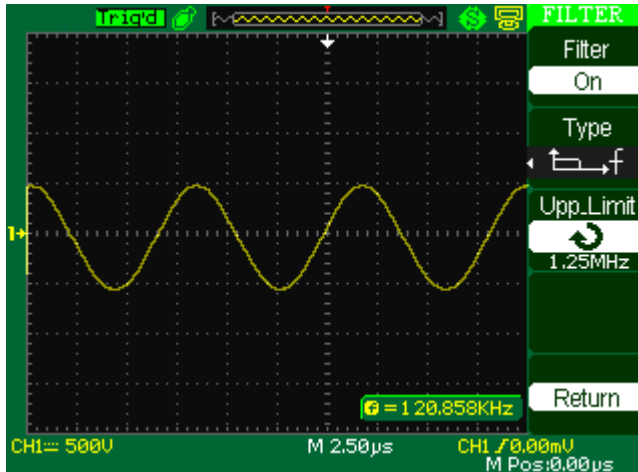 Trig'd FILTER
Filter
On
Type
f
Upp.Limit
1.25MHz
1
f=120.858KHz
Return
CH1 500V M 2.50µs CH1 0.00mV
M Pos:0.00µs